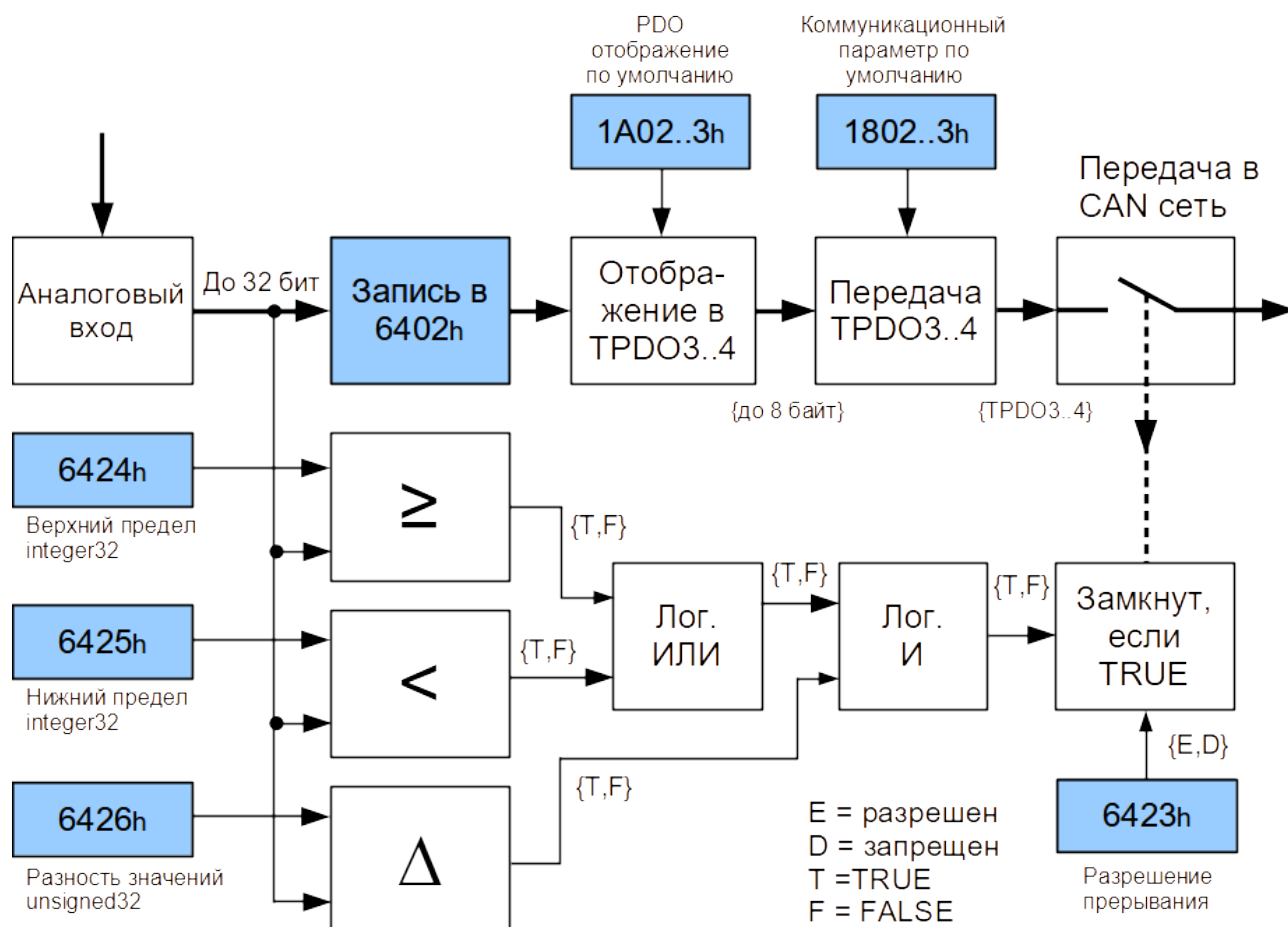 PDO
отображение
по умолчанию
Коммуникационный
параметр по
умолчанию
1A02..3h
1802..3h
Передача в
CAN сеть
Аналоговый
вход
До 32 бит
Запись в
6402h
Отобра-
жение в
TPDO3..4
Передача
TPDO3..4
{до 8 байт}
{TPDO3..4}
6424h
Верхний предел
integer32
≥
{T,F}
6425h
Нижний предел
integer32
<
{T,F}
Лог.
ИЛИ
{T,F}
Лог.
И
{T,F}
Замкнут,
если
TRUE
{E,D}
6426h
Разность значений
unsigned32
Δ
{T,F}
E = разрешен
D = запрещен
T =TRUE
F = FALSE
6423h
Разрешение
прерывания